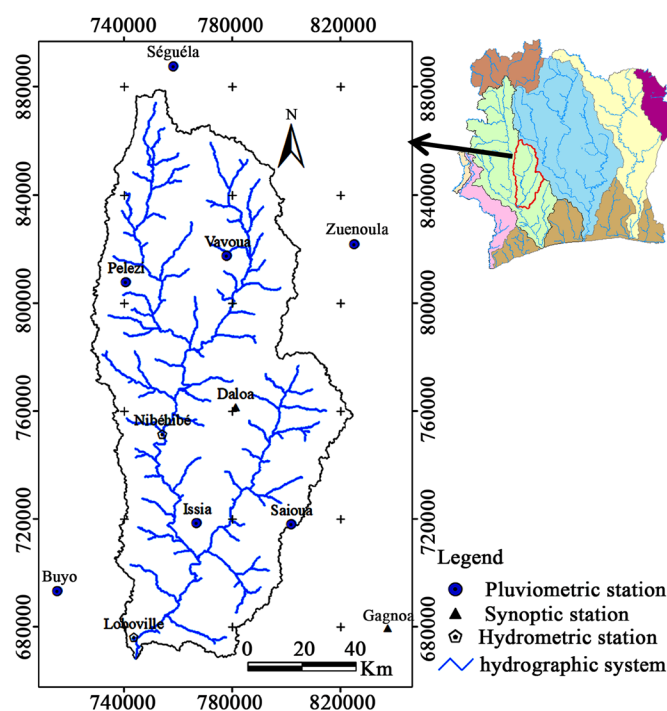 740000 780000 820000
Séguéla
880000
880000
N
840000
840000
Zuenoula
Vavoua
Pelezi
800000
800000
Daloa
Nibéhibé
760000
760000
Issia
Saioua
720000
720000
Legend
Pluviometric station
Synoptic station
Hydrometric station
hydrographic system
Buyo
Gagnoa
Loboville
680000
680000
0 20 40
Km
740000 780000 820000